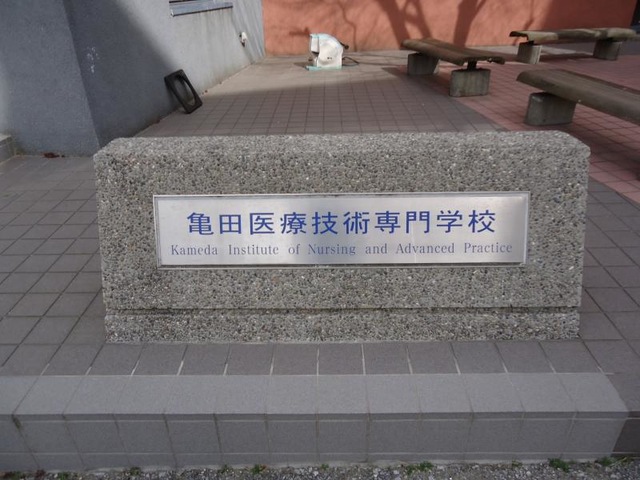 亀田医療技術専門学校
Kameda Institute of Nursing and Advanced Practice